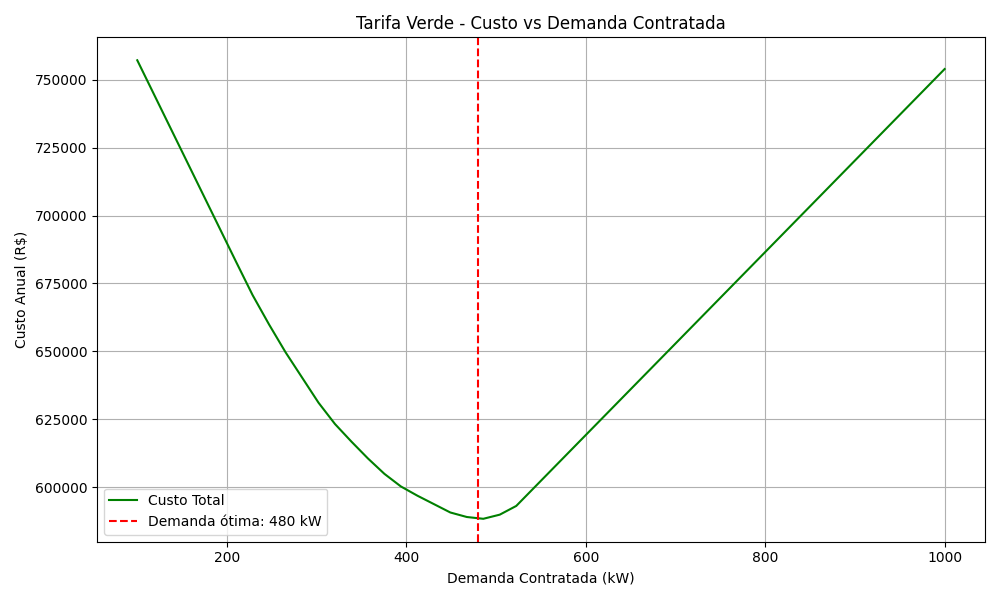 Tarifa Verde - Custo vs Demanda Contratada
Custo Anual (R$)
750000
725000
700000
675000
650000
625000
600000
Custo Total
Demanda ótima: 480 kW
200
400
600
800
1000
Demanda Contratada (kW)